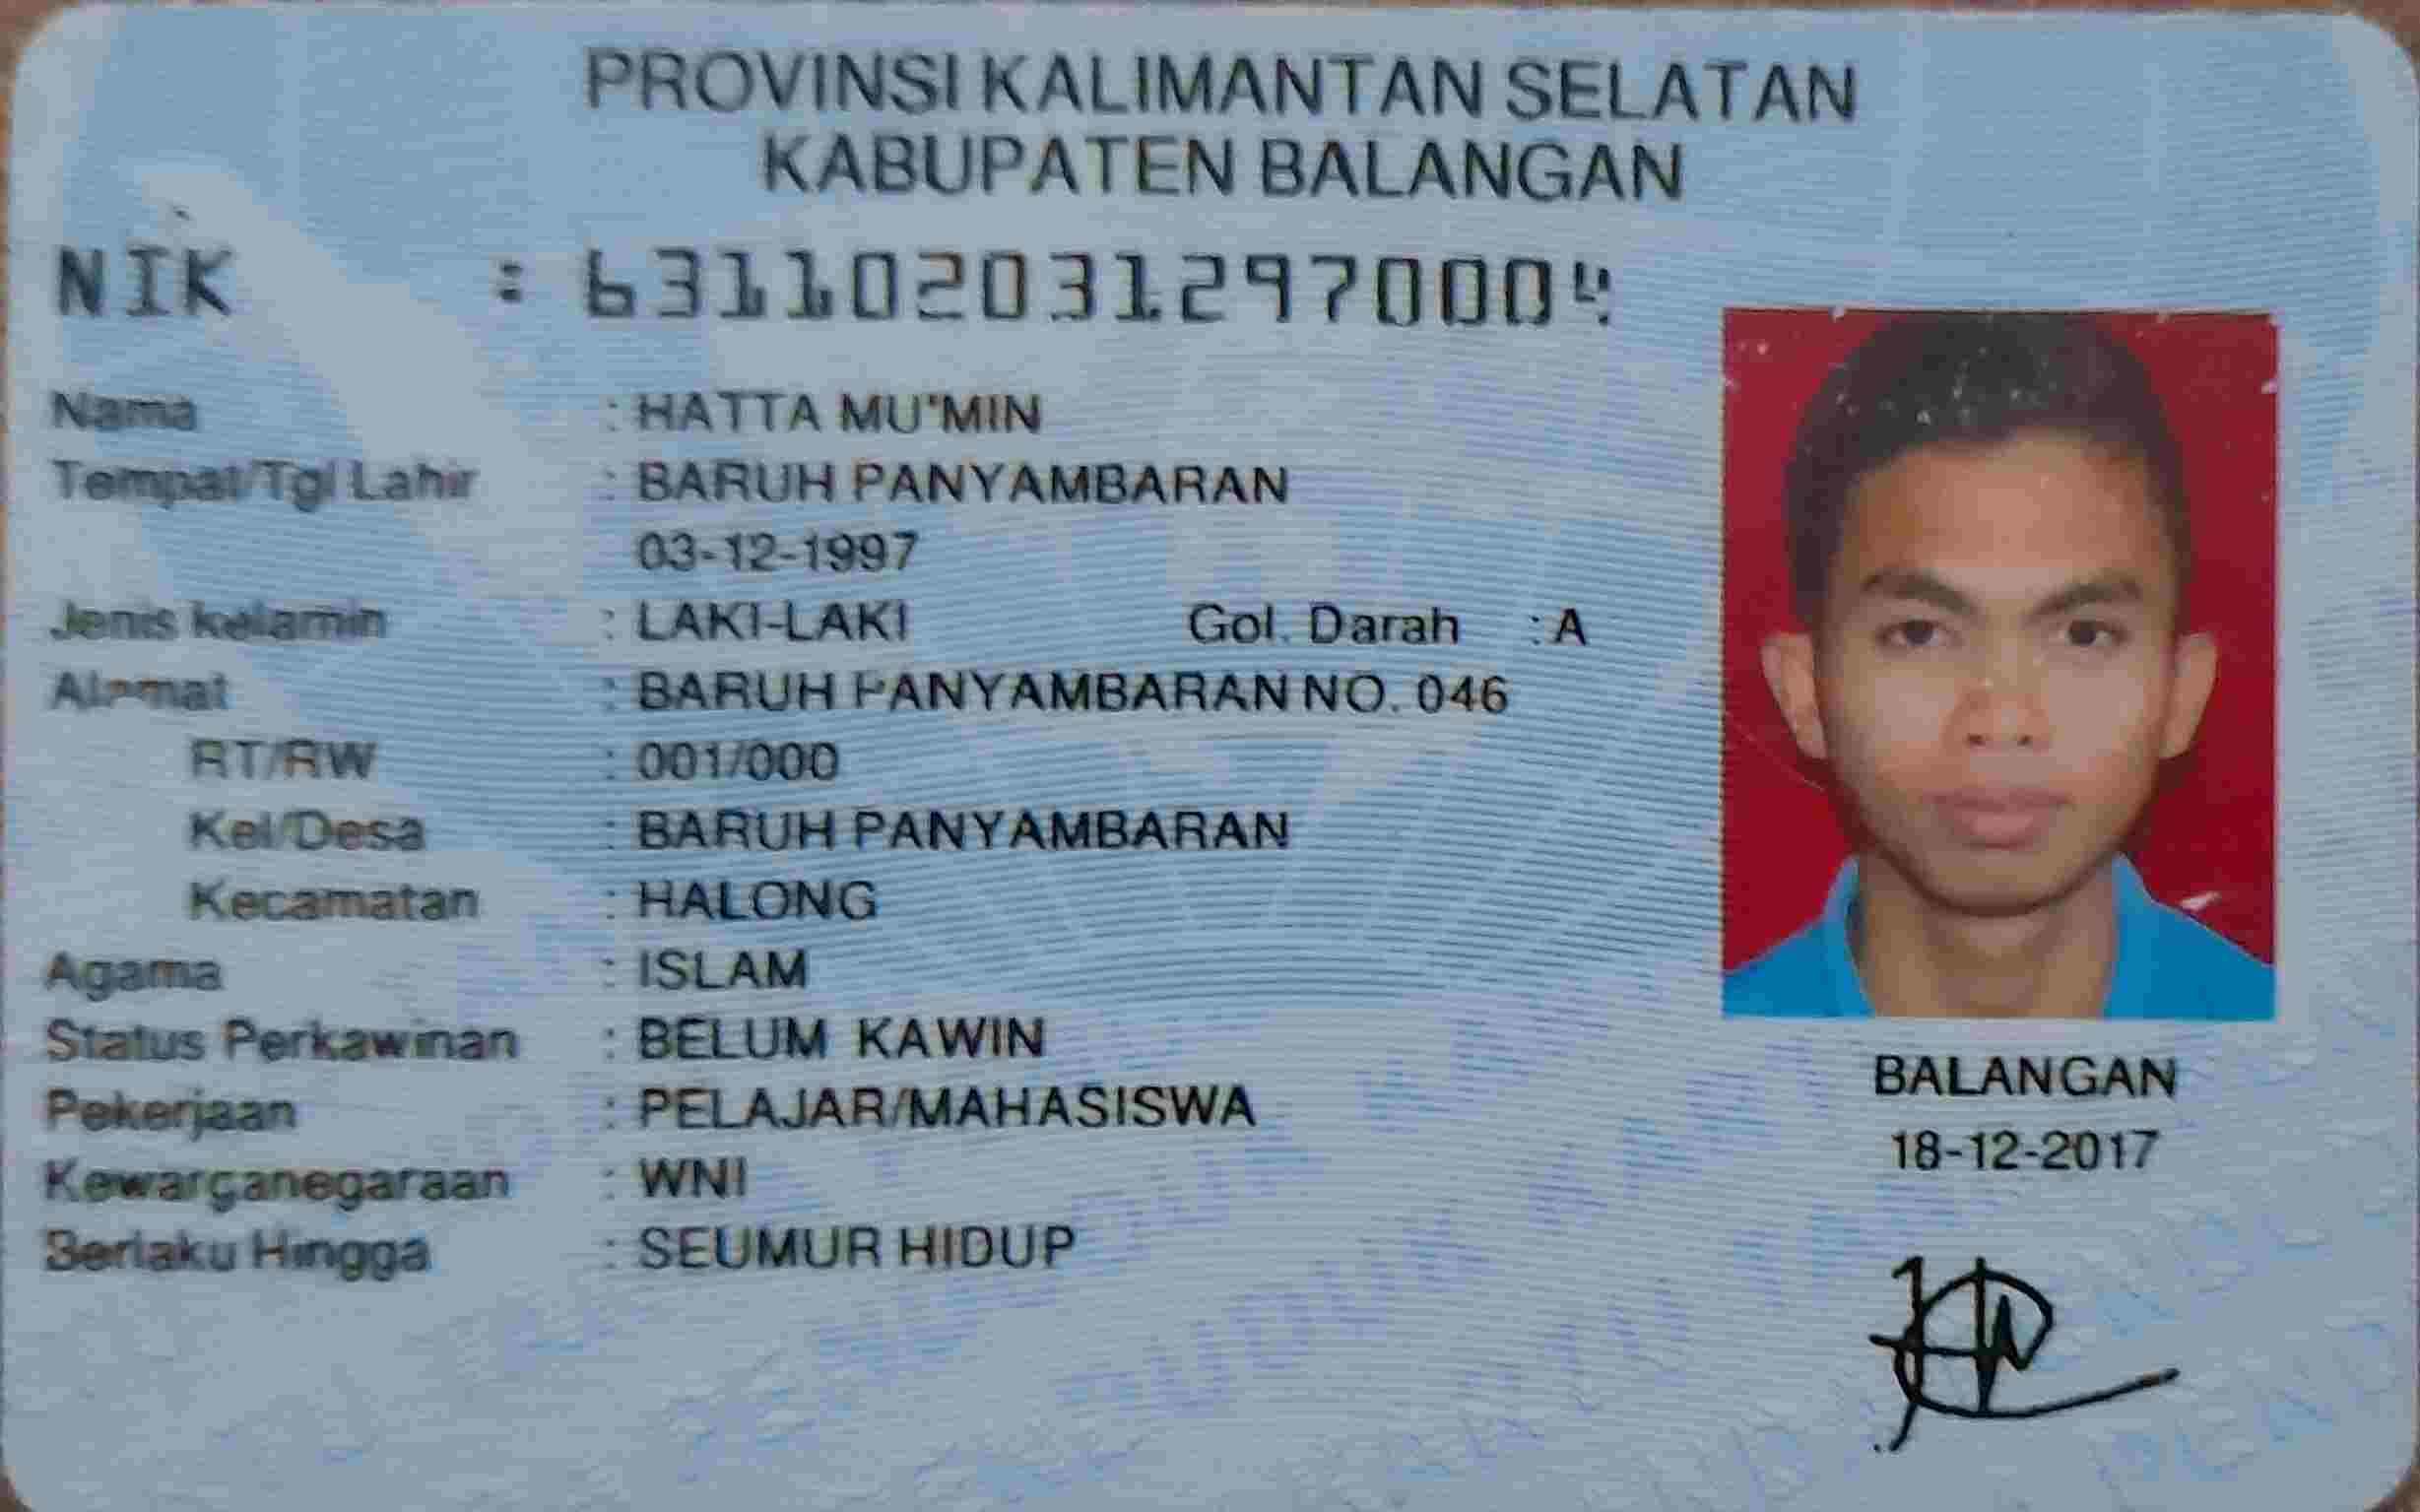 PROVINSI KALIMANTAN SELATAN
KABUPATEN BALANGAN
NIK : 6311020312970004
Nama : HATTA MU'MIN
Tempat/Tgl Lahir : BARUH PANYAMBARAN
03-12-1997
Jenis kelamin : LAKI-LAKI Gol. Darah : A
Alamat : BARUH PANYAMBARAN NO. 046
RT/RW : 001/000
Kel/Desa : BARUH PANYAMBARAN
Kecamatan : HALONG
Agama : ISLAM
Status Perkawinan : BELUM KAWIN
Pekerjaan : PELAJAR/MAHASISWA
Kewarganegaraan : WNI
Berlaku Hingga : SEUMUR HIDUP
BALANGAN
18-12-2017